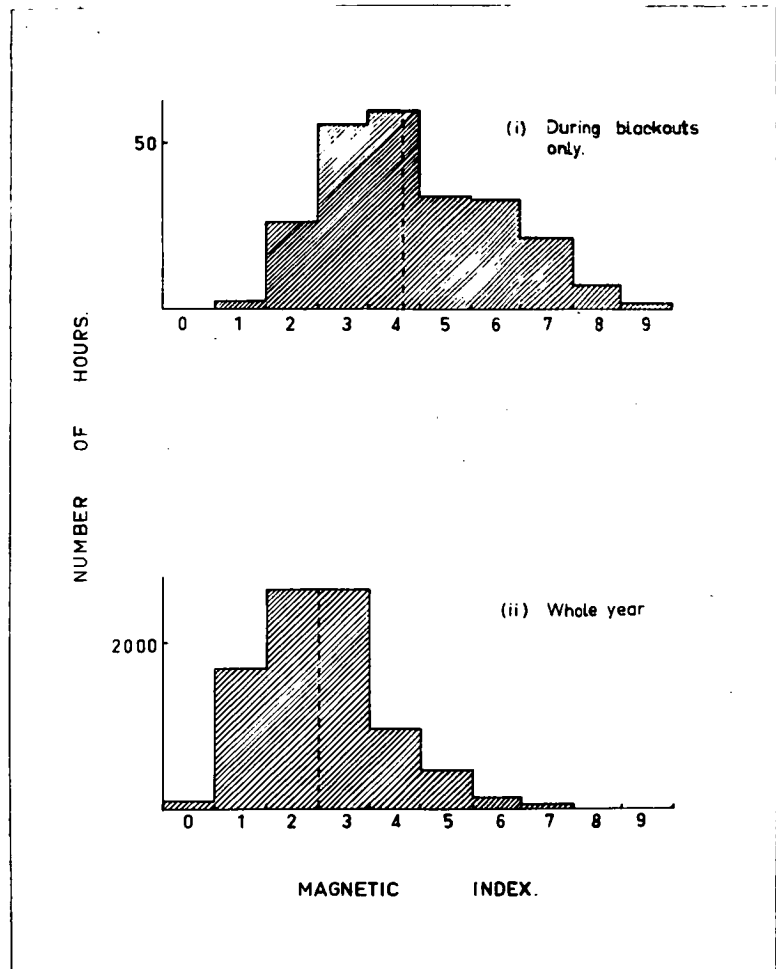 (i) During blackouts
only.
50
0 1 2 3 4 5 6 7 8 9
NUMBER OF HOURS.
(ii) Whole year
2000
0 1 2 3 4 5 6 7 8 9
MAGNETIC INDEX.